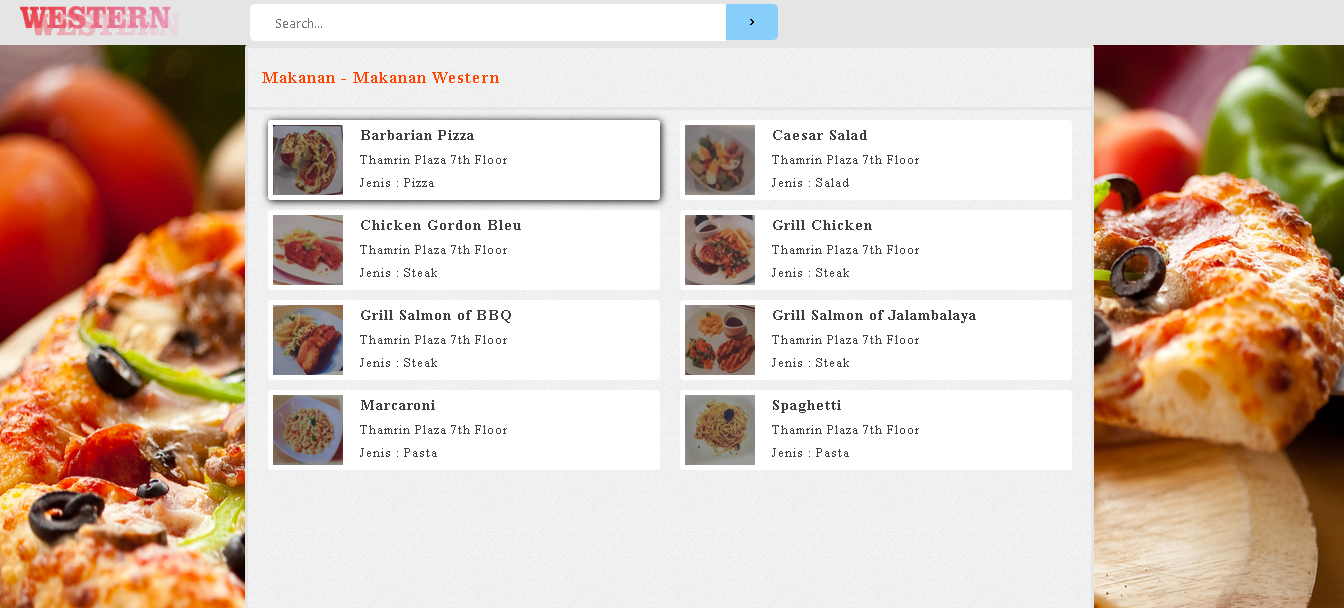 WESTERN
WESTERN
Search...
Makanan - Makanan Western
Barbarian Pizza
Thamrin Plaza 7th Floor
Jenis : Pizza
Caesar Salad
Thamrin Plaza 7th Floor
Jenis : Salad
Chicken Gordon Bleu
Thamrin Plaza 7th Floor
Jenis : Steak
Grill Chicken
Thamrin Plaza 7th Floor
Jenis : Steak
Grill Salmon of BBQ
Thamrin Plaza 7th Floor
Jenis : Steak
Grill Salmon of Jalambalaya
Thamrin Plaza 7th Floor
Jenis : Steak
Marcaroni
Thamrin Plaza 7th Floor
Jenis : Pasta
Spaghetti
Thamrin Plaza 7th Floor
Jenis : Pasta